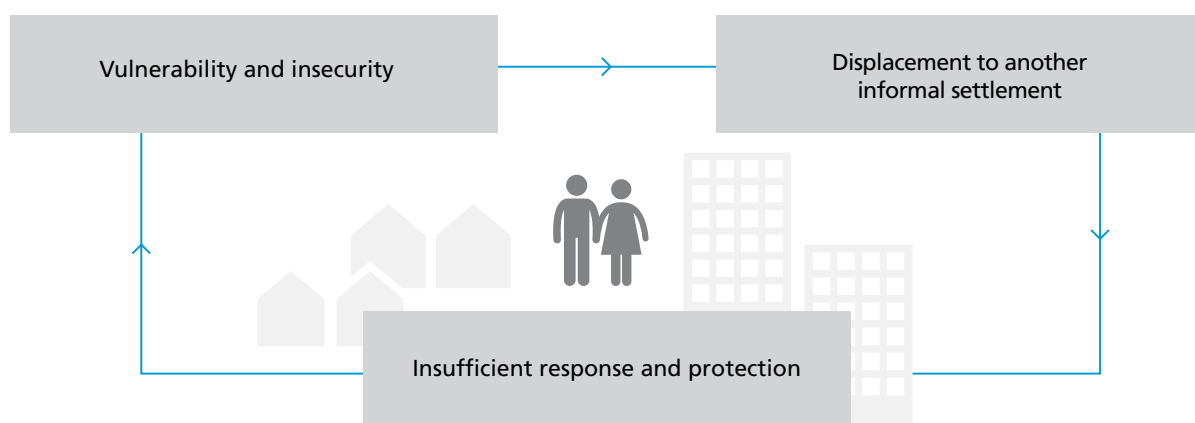 Vulnerability and insecurity
Displacement to another
informal settlement
Insufficient response and protection